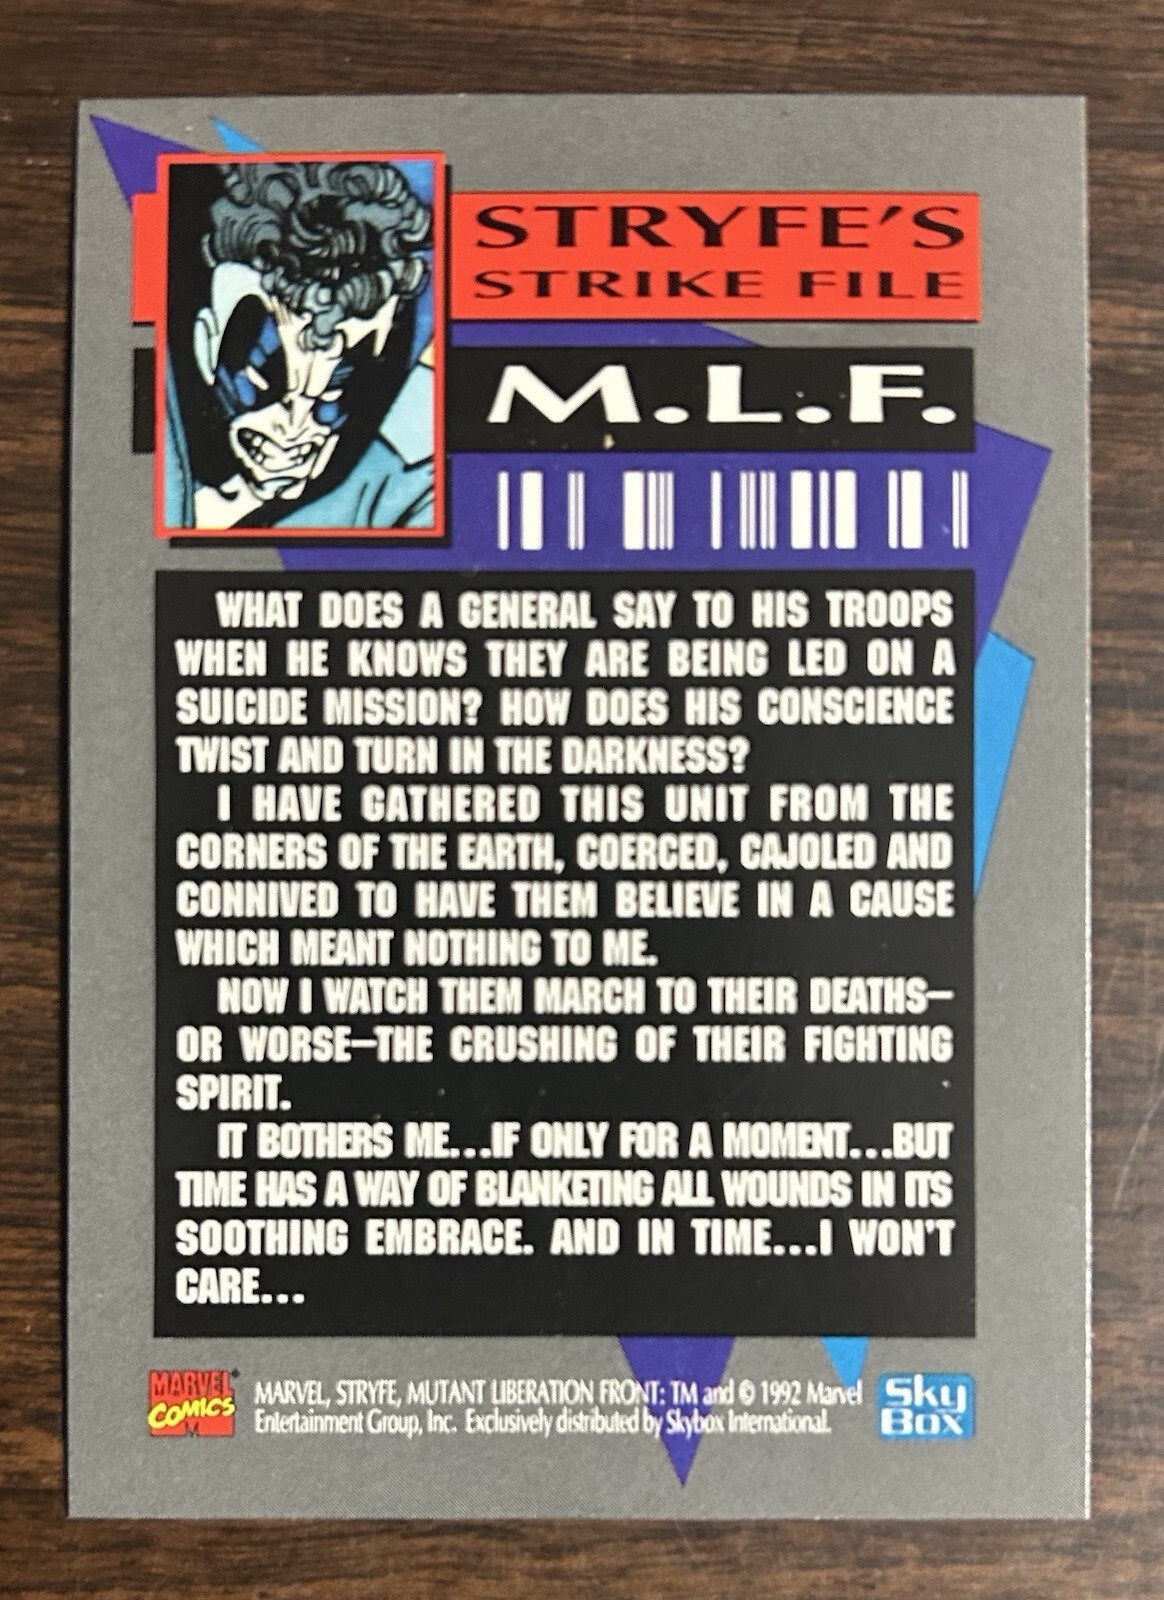 STRYFE'S
STRIKE FILE
M.L.F.
WHAT DOES A GENERAL SAY TO HIS TROOPS
WHEN HE KNOWS THEY ARE BEING LED ON A
SUICIDE MISSION? HOW DOES HIS CONSCIENCE
TWIST AND TURN IN THE DARKNESS?
I HAVE GATHERED THIS UNIT FROM THE
CORNERS OF THE EARTH, COERCED, CAJOLED AND
CONNIVED TO HAVE THEM BELIEVE IN A CAUSE
WHICH MEANT NOTHING TO ME.
NOW I WATCH THEM MARCH TO THEIR DEATHS—
OR WORSE—THE CRUSHING OF THEIR FIGHTING
SPIRIT.
IT BOTHERS ME...IF ONLY FOR A MOMENT...BUT
TIME HAS A WAY OF BLANKETING ALL WOUNDS IN ITS
SOOTHING EMBRACE. AND IN TIME...I WON'T
CARE...
MARVEL
COMICS
M
MARVEL, STRYFE, MUTANT LIBERATION FRONT: TM and © 1992 Marvel
Entertainment Group, Inc. Exclusively distributed by Skybox International.
Sky
Box